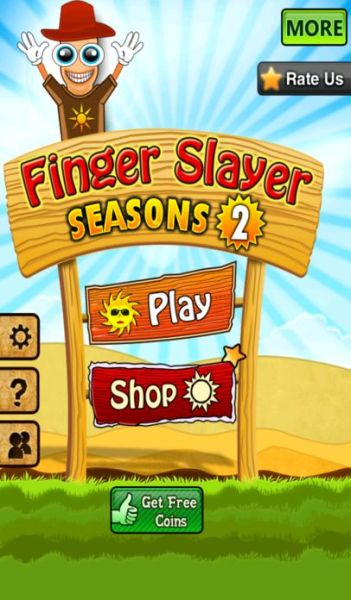 MORE
Rate Us
Finger Slayer
SEASONS 2
Play
Shop
?
Get Free
Coins